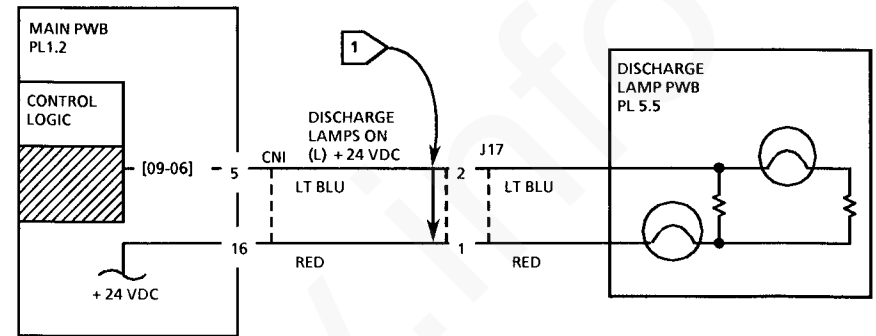 MAIN PWB
PL1.2
CONTROL
LOGIC
[09-06]
5
CNI
DISCHARGE
LAMPS ON
(L) +24 VDC
LT BLU
1
2
J17
LT BLU
DISCHARGE
LAMP PWB
PL 5.5
16
RED
1
RED
+ 24 VDC
.info